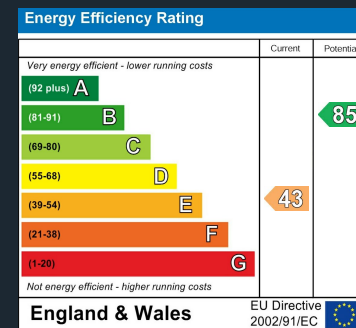 Energy Efficiency Rating
Current Potentia
Very energy efficient - lower running costs
(92 plus) A
(81-91) B
85
(69-80) C
(55-68) D
(39-54) E
43
(21-38) F
(1-20) G
Not energy efficient - higher running costs
England & Wales
EU Directive
2002/91/EC